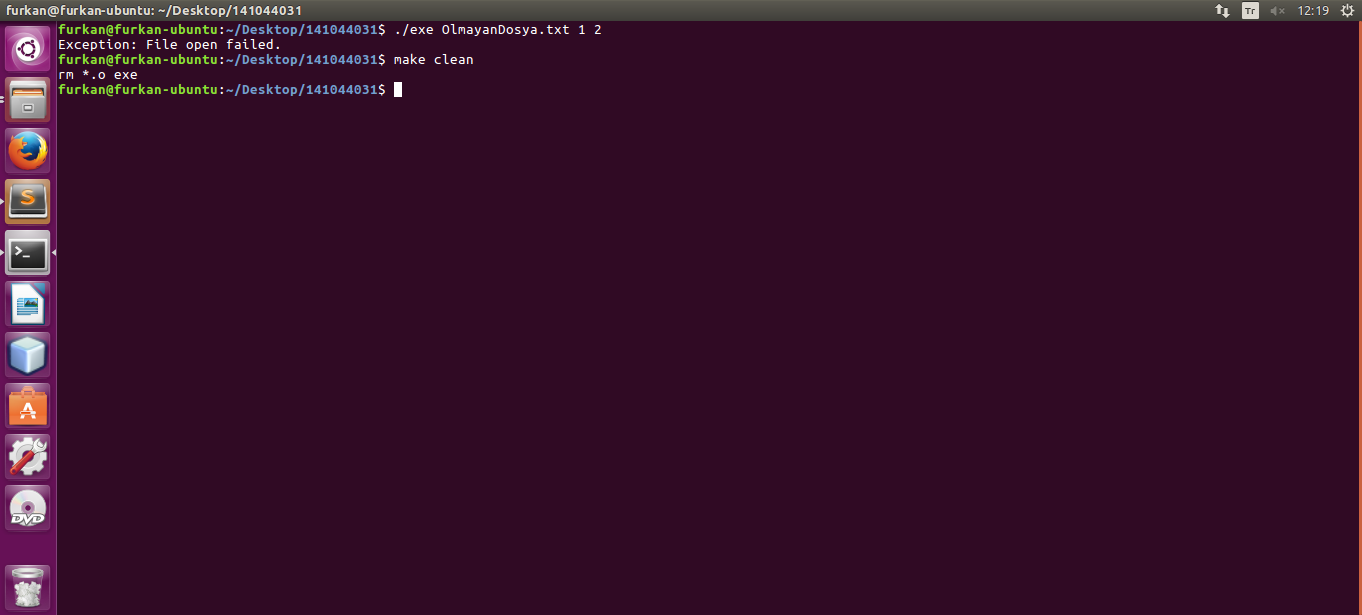 furkan@furkan-ubuntu: ~/Desktop/141044031
Tr
12:19
furkan@furkan-ubuntu:~/Desktop/141044031$ ./exe OlmayanDosya.txt 1 2
Exception: File open failed.
furkan@furkan-ubuntu:~/Desktop/141044031$ make clean
rm *.o exe
furkan@furkan-ubuntu:~/Desktop/141044031$
S
>_
A
DVD